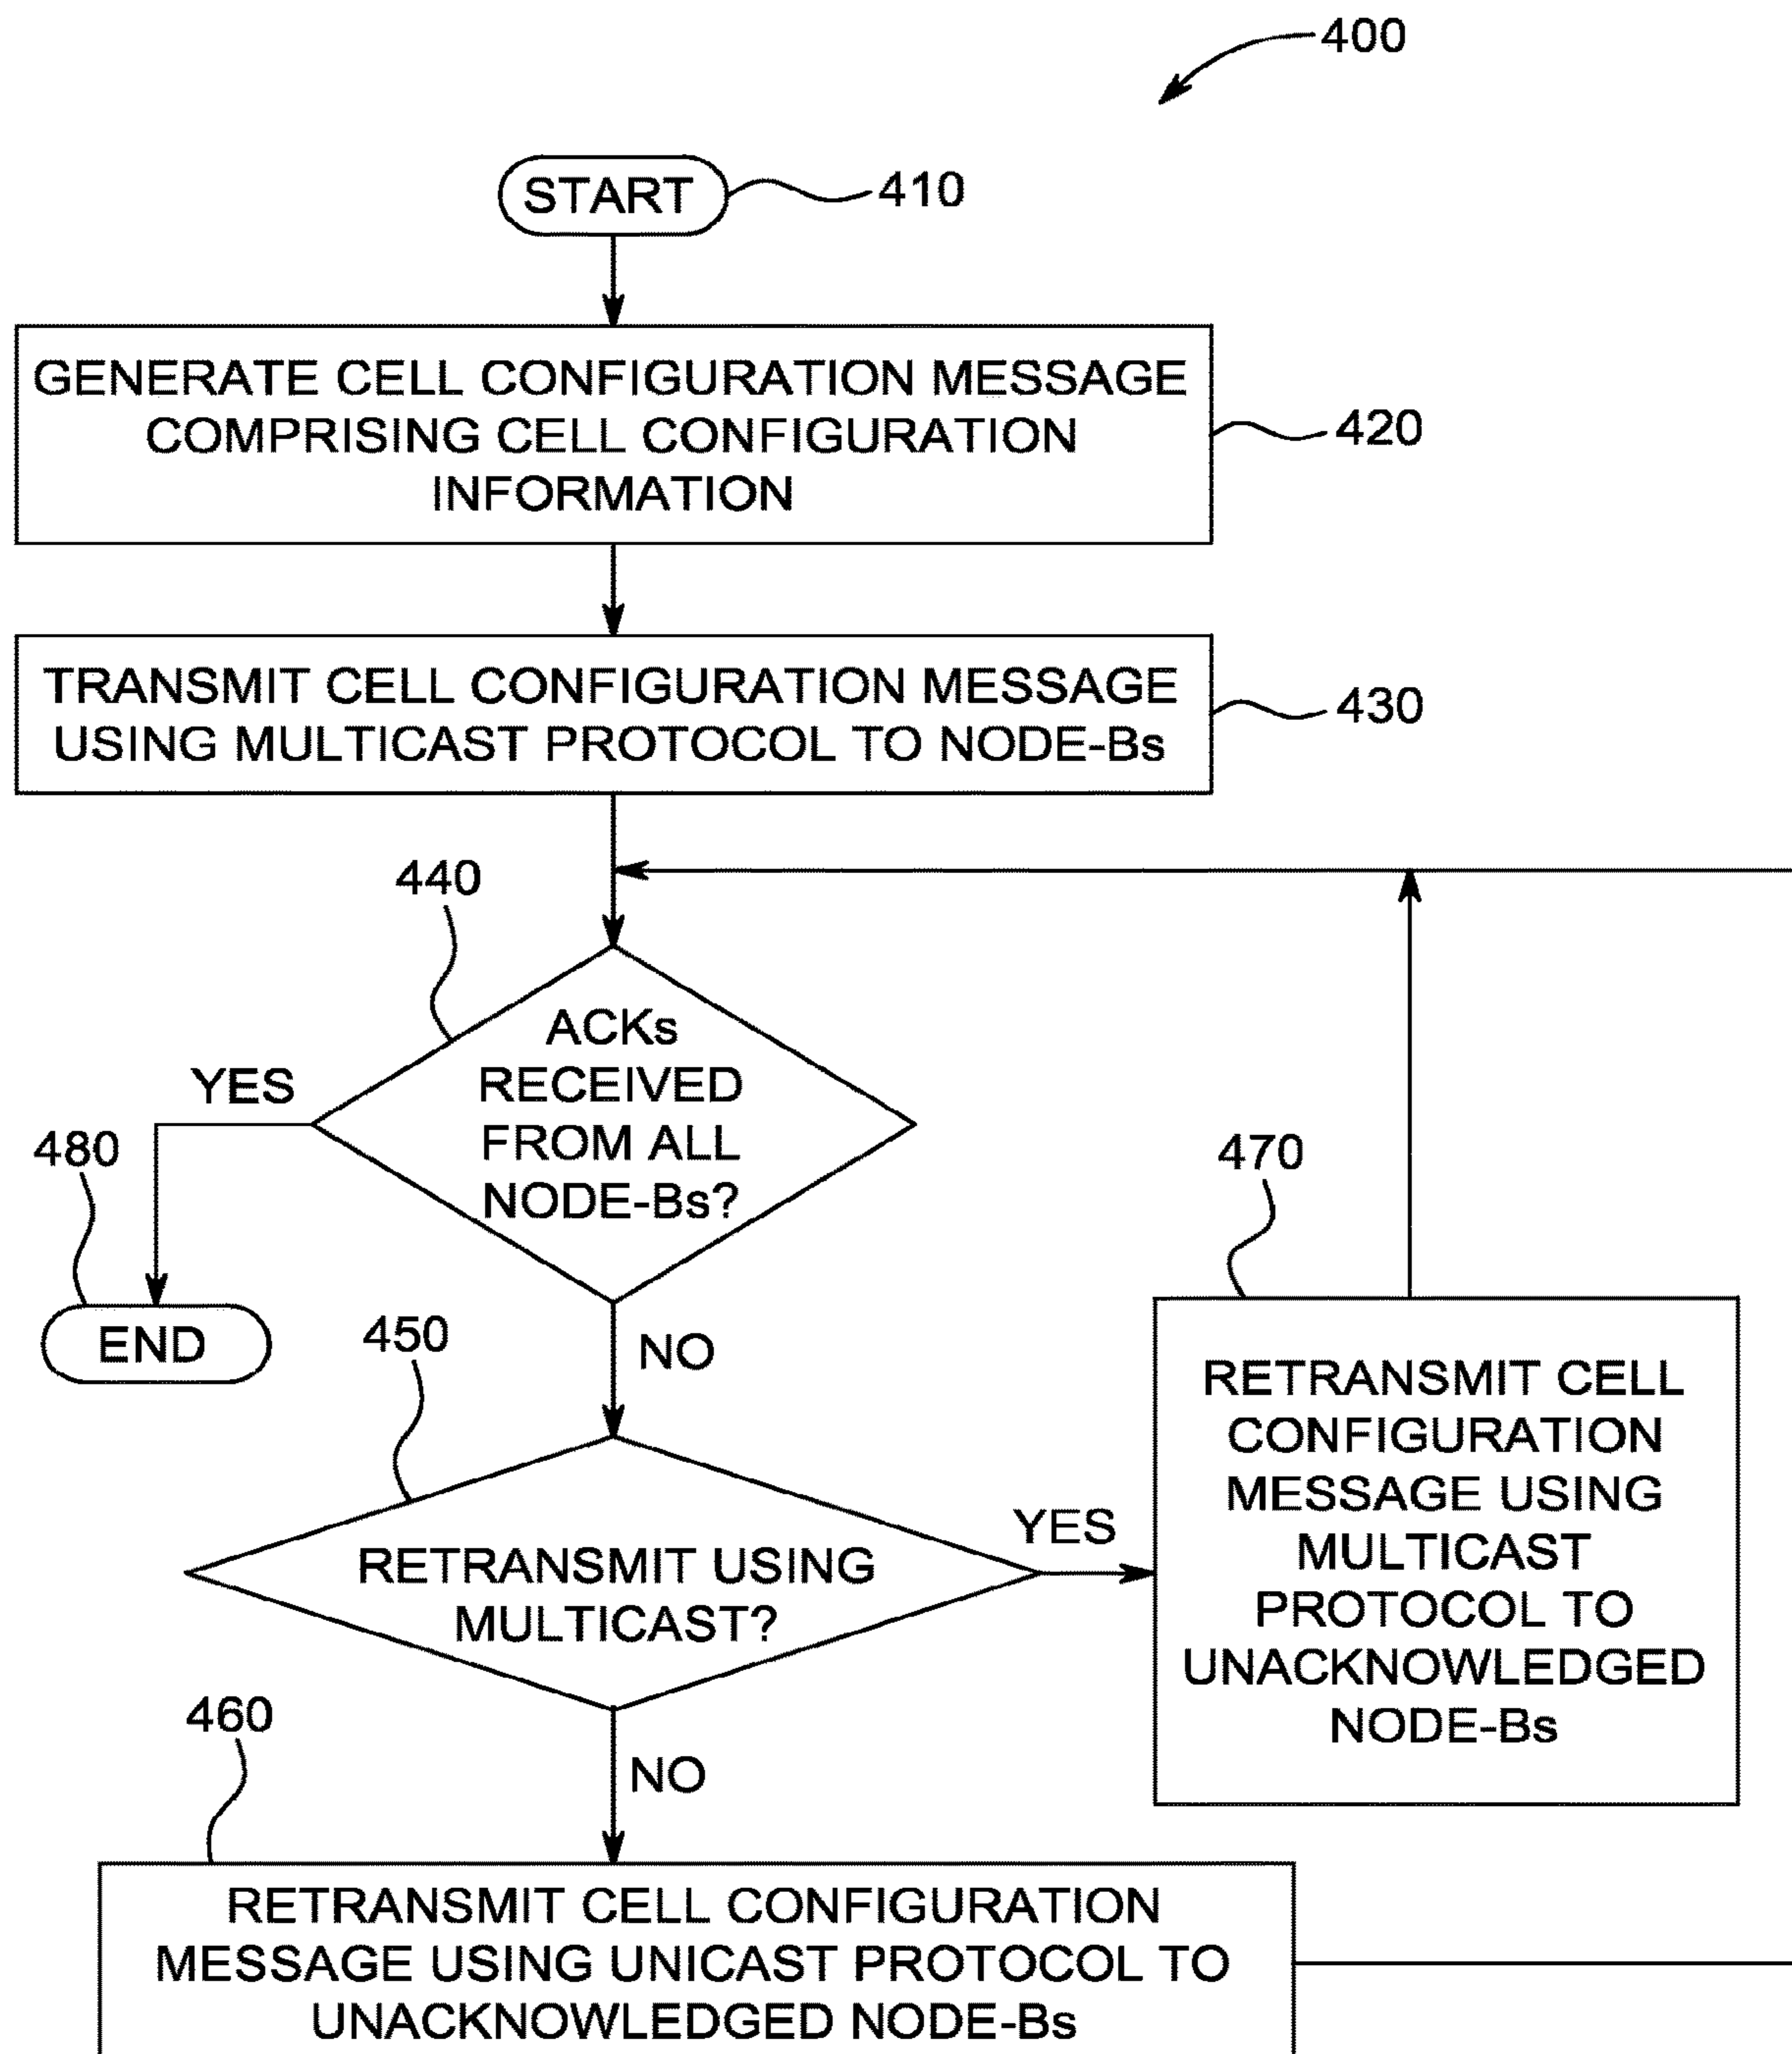 400
START
410
GENERATE CELL CONFIGURATION MESSAGE
COMPRISING CELL CONFIGURATION
INFORMATION
420
TRANSMIT CELL CONFIGURATION MESSAGE
USING MULTICAST PROTOCOL TO NODE-Bs
430
440
ACKs
RECEIVED
FROM ALL
NODE-Bs?
YES
480
END
NO
450
RETRANSMIT USING
MULTICAST?
YES
470
RETRANSMIT CELL
CONFIGURATION
MESSAGE USING
MULTICAST
PROTOCOL TO
UNACKNOWLEDGED
NODE-Bs
NO
460
RETRANSMIT CELL CONFIGURATION
MESSAGE USING UNICAST PROTOCOL TO
UNACKNOWLEDGED NODE-Bs